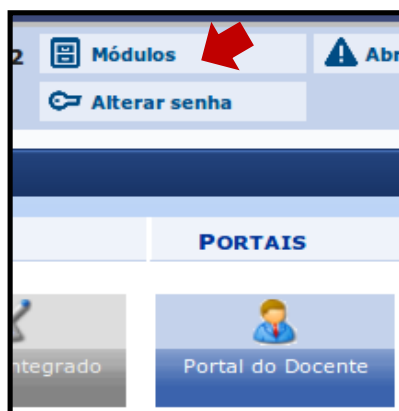 2
Módulos
Abr
Alterar senha
PORTAIS
ntegrado
Portal do Docente